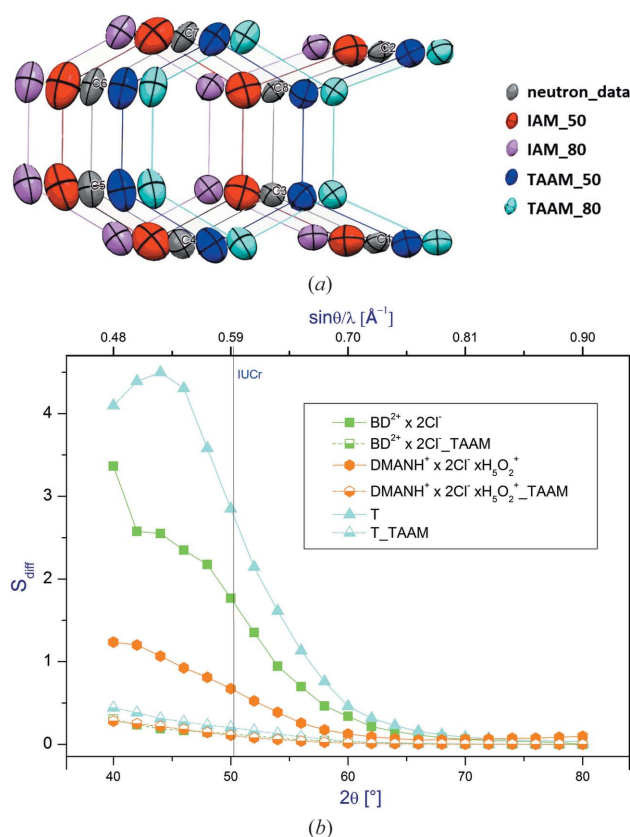 C7
C2
C6
C8
C5
C3
C4
C1
neutron_data
IAM_50
IAM_80
TAAM_50
TAAM_80
(a)
sinθ/λ [Å⁻¹]
0.48 0.59 0.70 0.81 0.90
IUCr
4
3
2
1
0
S_diff
BD²⁺ x 2Cl⁻
BD²⁺ x 2Cl⁻_TAAM
DMANH⁺ x 2Cl⁻ xH₅O₂⁺
DMANH⁺ x 2Cl⁻ xH₅O₂⁺_TAAM
T
T_TAAM
40 50 60 70 80
2θ [°]
(b)